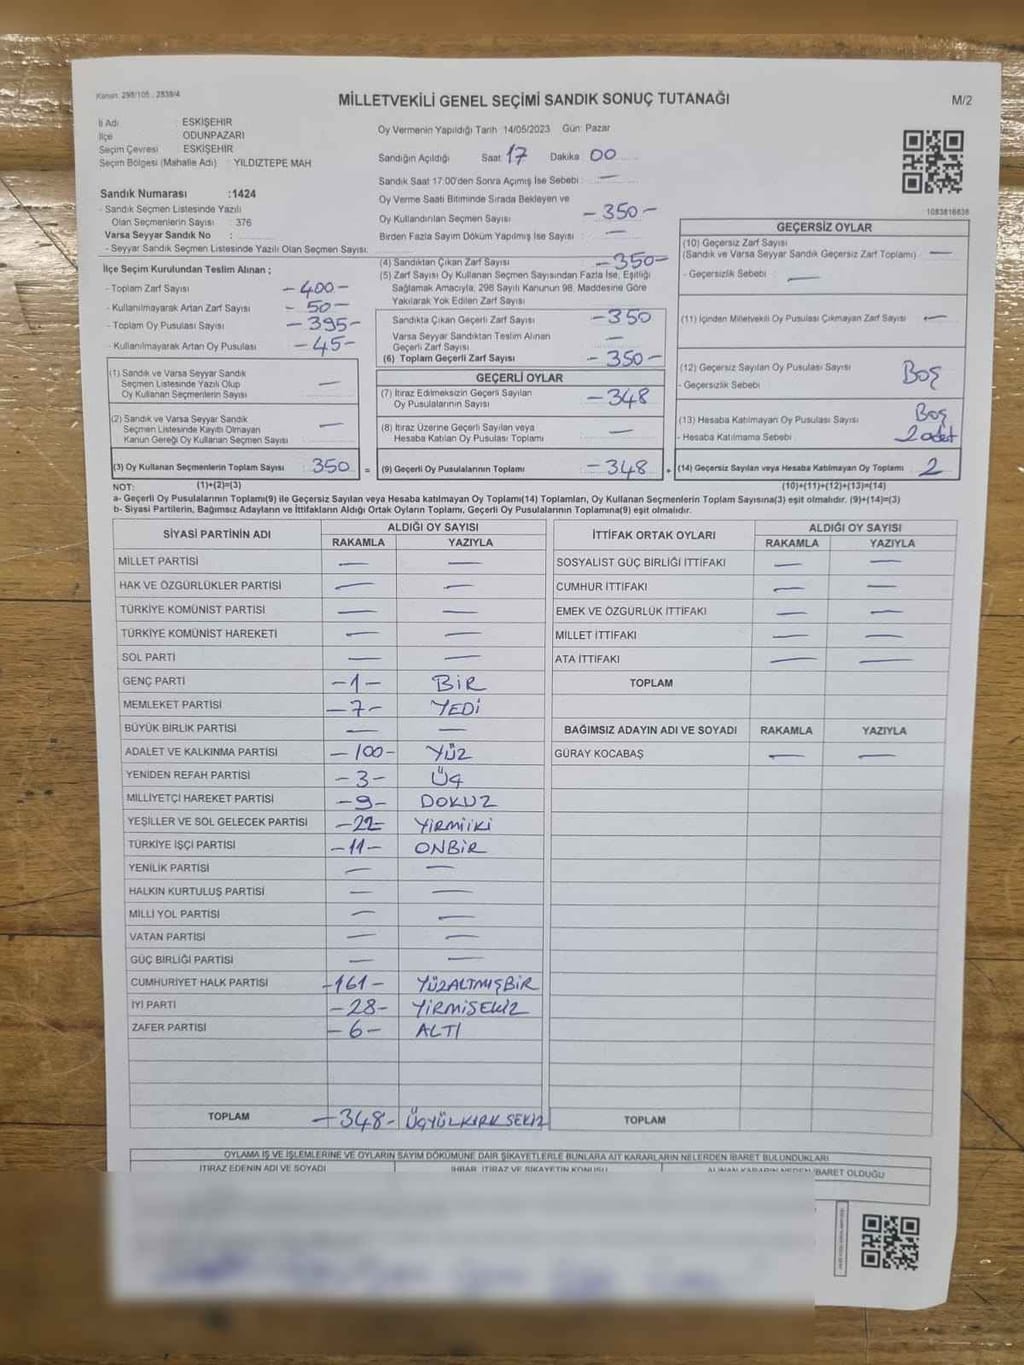 Kanun 298/105 . 2839/4
MİLLETVEKİLİ GENEL SEÇİMİ SANDIK SONUÇ TUTANAĞI
M/2
İl Adı : ESKİŞEHİR
İlçe : ODUNPAZARI
Seçim Çevresi : ESKİŞEHİR
Seçim Bölgesi (Mahalle Adı) : YILDIZTEPE MAH
Oy Vermenin Yapıldığı Tarih 14/05/2023 Gün: Pazar
Sandığın Açıldığı Saat 17 Dakika 00
Sandık Saat 17:00'den Sonra Açımış İse Sebebi : —
Oy Verme Saati Bitiminde Sırada Bekleyen ve
Oy Kullandırılan Seçmen Sayısı - 350 -
Birden Fazla Sayım Döküm Yapılmış İse Sayısı —
1083816838
Sandık Numarası :1424
- Sandık Seçmen Listesinde Yazılı
Olan Seçmenlerin Sayısı : 376
Varsa Seyyar Sandık No :
- Seyyar Sandık Seçmen Listesinde Yazılı Olan Seçmen Sayısı:
İlçe Seçim Kurulundan Teslim Alınan ;
- Toplam Zarf Sayısı - 400 -
- Kullanılmayarak Artan Zarf Sayısı - 50 -
- Toplam Oy Pusulası Sayısı - 395 -
- Kullanılmayarak Artan Oy Pusulası - 45 -
(1) Sandık ve Varsa Seyyar Sandık
Seçmen Listesinde Yazılı Olup
Oy Kullanan Seçmenlerin Sayısı —
(2) Sandık ve Varsa Seyyar Sandık
Seçmen Listesinde Kayıtlı Olmayan
Kanun Gereği Oy Kullanan Seçmen Sayısı —
(3) Oy Kullanan Seçmenlerin Toplam Sayısı 350 =
(4) Sandıktan Çıkan Zarf Sayısı - 350 -
(5) Zarf Sayısı Oy Kullanan Seçmen Sayısından Fazla İse, Eşitliği
Sağlamak Amacıyla, 298 Sayılı Kanunun 98. Maddesine Göre
Yakılarak Yok Edilen Zarf Sayısı
Sandıkta Çıkan Geçerli Zarf Sayısı - 350
Varsa Seyyar Sandıktan Teslim Alınan
Geçerli Zarf Sayısı —
(6) Toplam Geçerli Zarf Sayısı - 350 -
GEÇERLİ OYLAR
(7) İtiraz Edilmeksizin Geçerli Sayılan
Oy Pusulalarının Sayısı - 348
(8) İtiraz Üzerine Geçerli Sayılan veya
Hesaba Katılan Oy Pusulası Toplamı —
(9) Geçerli Oy Pusulalarının Toplamı - 348 +
GEÇERSİZ OYLAR
(10) Geçersiz Zarf Sayısı
(Sandık ve Varsa Seyyar Sandık Geçersiz Zarf Toplamı) —
- Geçersizlik Sebebi : —
(11) İçinden Milletvekili Oy Pusulası Çıkmayan Zarf Sayısı —
(12) Geçersiz Sayılan Oy Pusulası Sayısı Boş
- Geçersizlik Sebebi
(13) Hesaba Katılmayan Oy Pusulası Sayısı Boş
- Hesaba Katılmama Sebebi 2 adet
(14) Geçersiz Sayılan veya Hesaba Katılmayan Oy Toplamı 2
NOT: (1)+(2)=(3) (10)+(11)+(12)+(13)=(14)
a- Geçerli Oy Pusulalarının Toplamı(9) ile Geçersiz Sayılan veya Hesaba katılmayan Oy Toplamı(14) Toplamları, Oy Kullanan Seçmenlerin Toplam Sayısına(3) eşit olmalıdır. (9)+(14)=(3)
b- Siyasi Partilerin, Bağımsız Adayların ve İttifakların Aldığı Ortak Oyların Toplamı, Geçerli Oy Pusulalarının Toplamına(9) eşit olmalıdır.
SİYASİ PARTİNİN ADI ALDIĞI OY SAYISI
RAKAMLA YAZIYLA
MİLLET PARTİSİ — —
HAK VE ÖZGÜRLÜKLER PARTİSİ — —
TÜRKİYE KOMÜNİST PARTİSİ — —
TÜRKİYE KOMÜNİST HAREKETİ — —
SOL PARTİ — —
GENÇ PARTİ -1- BİR
MEMLEKET PARTİSİ -7- YEDİ
BÜYÜK BİRLİK PARTİSİ — —
ADALET VE KALKINMA PARTİSİ -100- YÜZ
YENİDEN REFAH PARTİSİ -3- ÜÇ
MİLLİYETÇİ HAREKET PARTİSİ -9- DOKUZ
YEŞİLLER VE SOL GELECEK PARTİSİ -22- YİRMİİKİ
TÜRKİYE İŞÇİ PARTİSİ -11- ONBİR
YENİLİK PARTİSİ — —
HALKIN KURTULUŞ PARTİSİ — —
MİLLİ YOL PARTİSİ — —
VATAN PARTİSİ — —
GÜÇ BİRLİĞİ PARTİSİ — —
CUMHURİYET HALK PARTİSİ -161- YÜZALTMIŞBİR
İYİ PARTİ -28- YİRMİSEKİZ
ZAFER PARTİSİ -6- ALTI
TOPLAM -348- ÜÇYÜZKIRKSEKİZ
İTTİFAK ORTAK OYLARI ALDIĞI OY SAYISI
RAKAMLA YAZIYLA
SOSYALİST GÜÇ BİRLİĞİ İTTİFAKI — —
CUMHUR İTTİFAKI — —
EMEK VE ÖZGÜRLÜK İTTİFAKI — —
MİLLET İTTİFAKI — —
ATA İTTİFAKI — —
TOPLAM
BAĞIMSIZ ADAYIN ADI VE SOYADI RAKAMLA YAZIYLA
GÜRAY KOCABAŞ — —
TOPLAM
OYLAMA İŞ VE İŞLEMLERİNE VE OYLARIN SAYIM DÖKÜMÜNE DAİR ŞİKAYETLERLE BUNLARA AİT KARARLARIN NELERDEN İBARET BULUNDUKLARI
İTİRAZ EDENİN ADI VE SOYADI İHBAR, İTİRAZ VE ŞİKAYETİN KONUSU ALINAN KARARIN NEDEN İBARET OLDUĞU